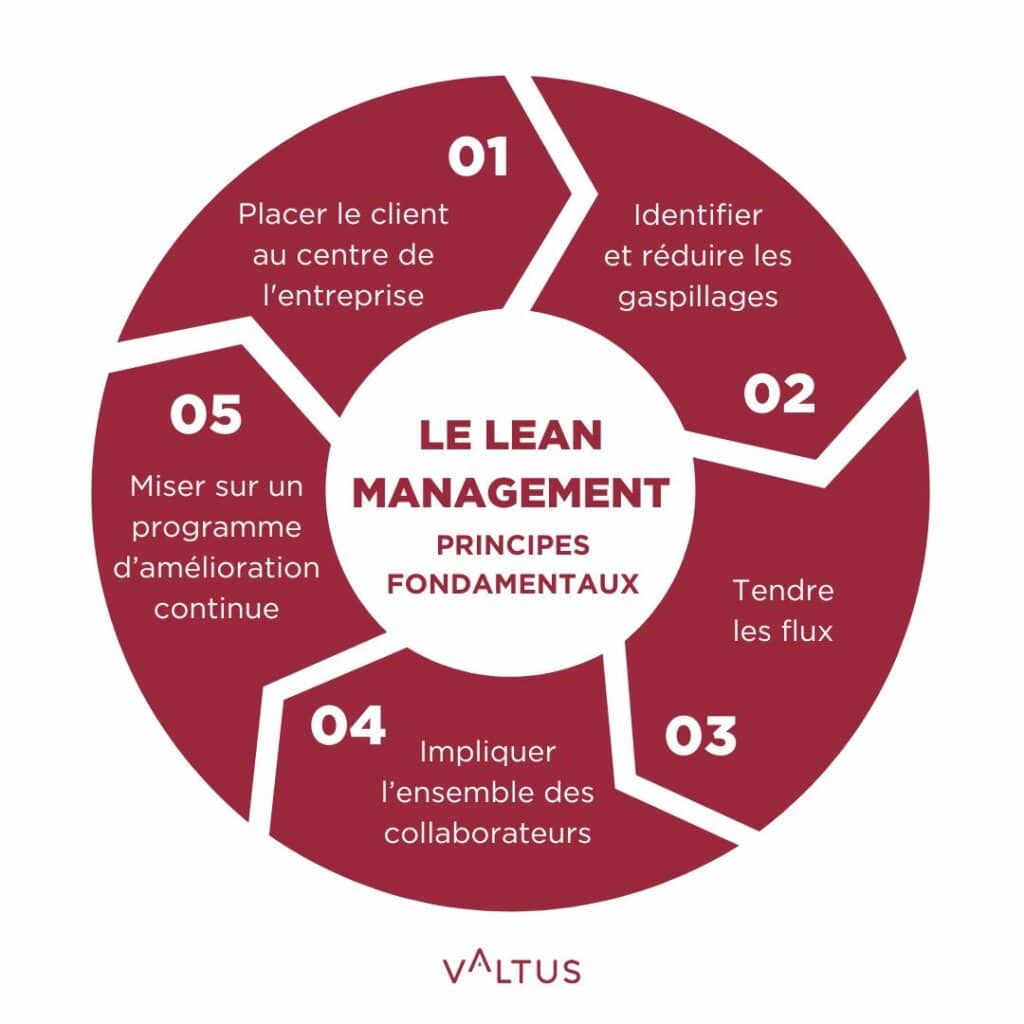 LE LEAN
MANAGEMENT
PRINCIPES
FONDAMENTAUX
01
Placer le client
au centre de
l'entreprise
Identifier
et réduire les
gaspillages
02
Tendre
les flux
03
04
Impliquer
l’ensemble des
collaborateurs
05
Miser sur un
programme
d’amélioration
continue
VALTUS